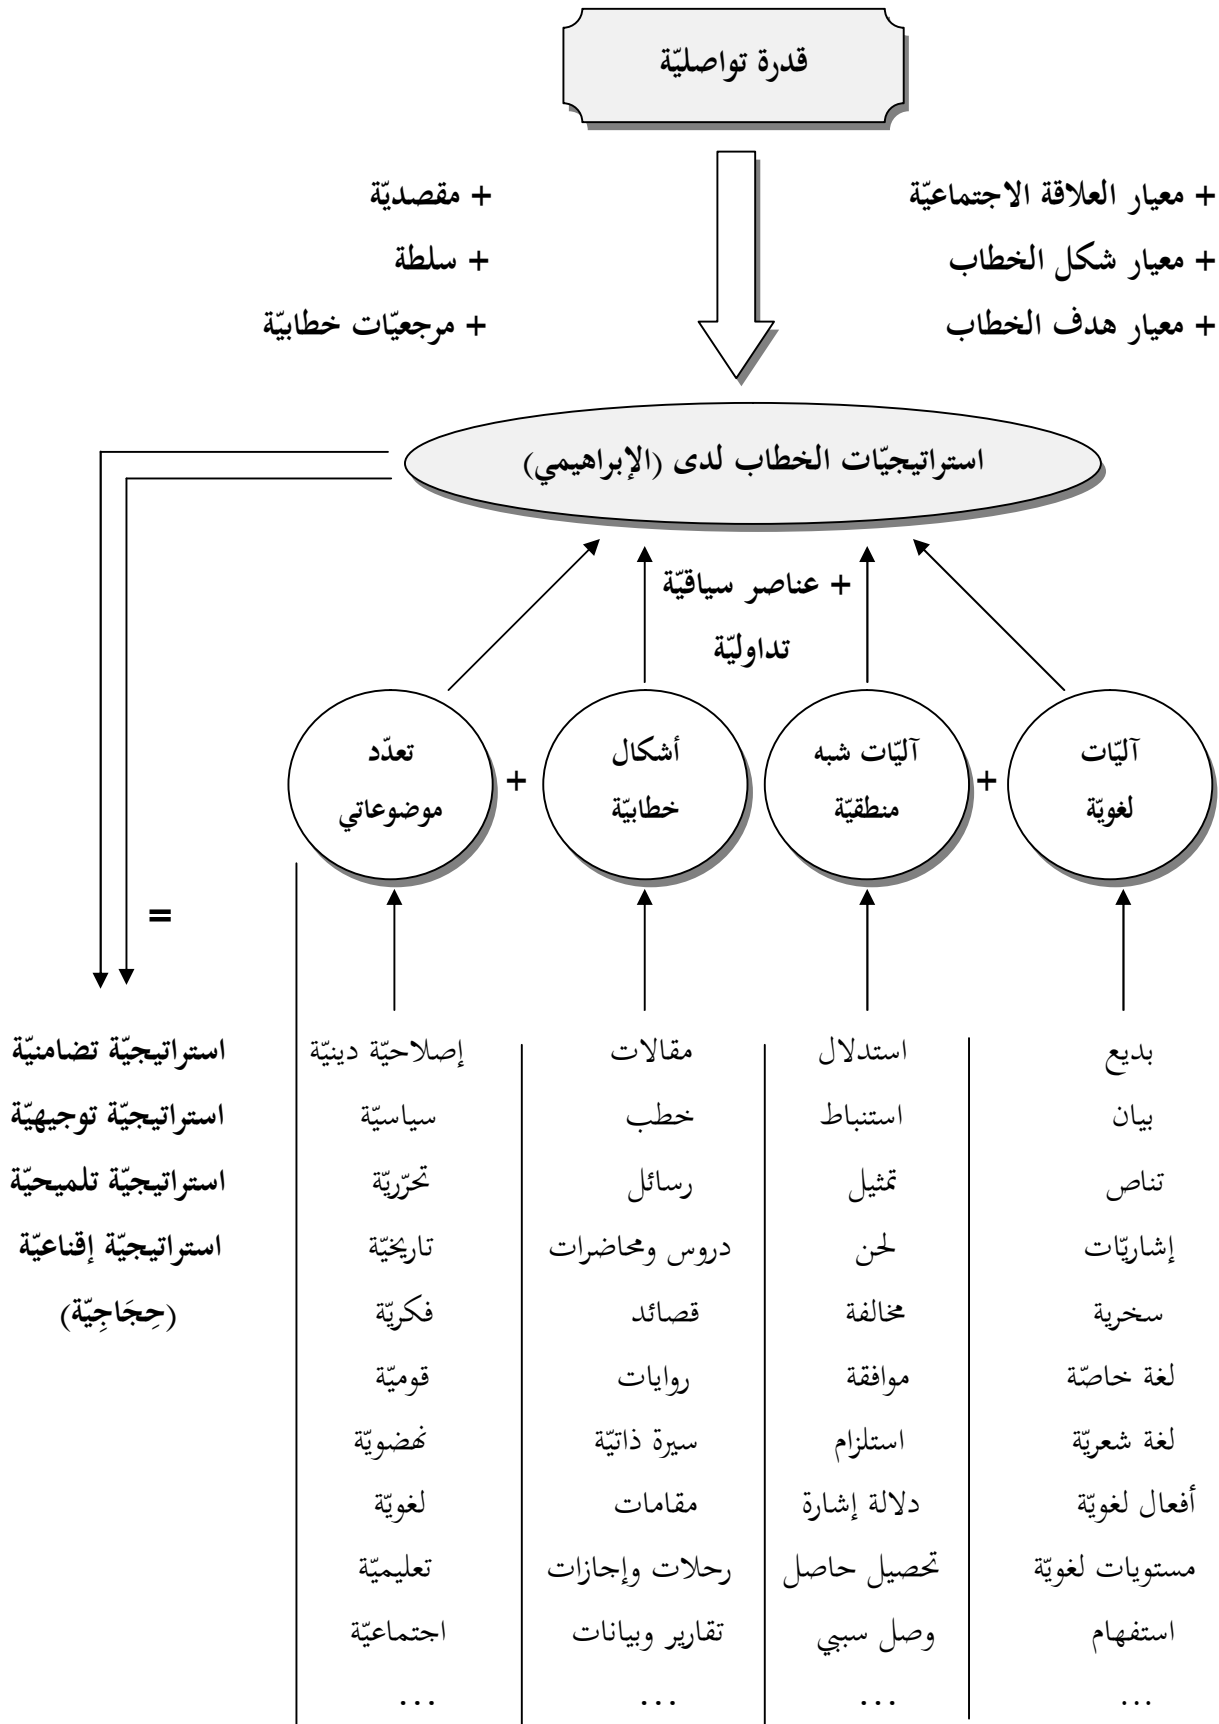 قدرة تواصليّة
+ معيار العلاقة الاجتماعيّة
+ معيار شكل الخطاب
+ معيار هدف الخطاب
+ مقصديّة
+ سلطة
+ مرجعيّات خطابيّة
استراتيجيّات الخطاب لدى (الإبراهيمي)
+ عناصر سياقيّة
تداوليّة
آليّات
لغويّة
+
آليّات شبه
منطقيّة
أشكال
خطابيّة
+
تعدّد
موضوعاتي
=
بديع
بيان
تناص
إشاريّات
سخرية
لغة خاصّة
لغة شعريّة
أفعال لغويّة
مستويات لغويّة
استفهام
...
استدلال
استنباط
تمثيل
لحن
مخالفة
موافقة
استلزام
دلالة إشارة
تحصيل حاصل
وصل سببي
...
مقالات
خطب
رسائل
دروس ومحاضرات
قصائد
روايات
سيرة ذاتيّة
مقامات
رحلات وإجازات
تقارير وبيانات
...
إصلاحيّة دينيّة
سياسيّة
تحرّريّة
تاريخيّة
فكريّة
قوميّة
نهضويّة
لغويّة
تعليميّة
اجتماعيّة
...
استراتيجيّة تضامنيّة
استراتيجيّة توجيهيّة
استراتيجيّة تلميحيّة
استراتيجيّة إقناعيّة
(حِجَاجِيّة)